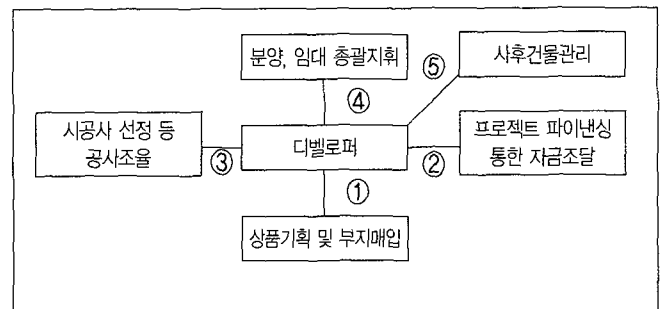 분양, 임대 총괄지휘
⑤
사후건물관리
④
시공사 선정 등
공사조율
③
디벨로퍼
②
프로젝트 파이낸싱
통한 자금조달
①
상품기획 및 부지매입